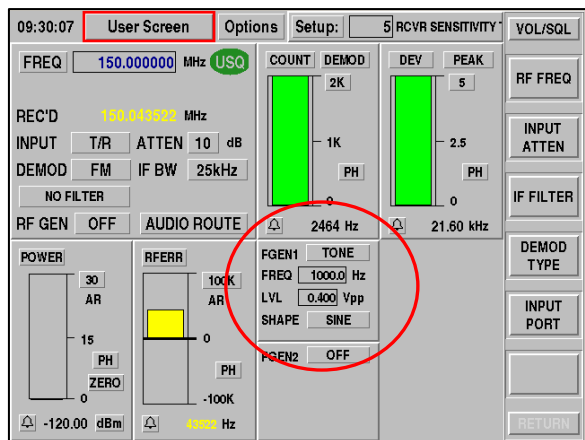 09:30:07 User Screen Options Setup: 5 RCVR SENSITIVITY VOL/SQL
FREQ 150.000000 MHz USQ
REC'D 150.043522 MHz
INPUT T/R ATTEN 10 dB
DEMOD FM IF BW 25kHz
NO FILTER
RF GEN OFF AUDIO ROUTE
COUNT DEMOD
2K
1K
PH
0
2464 Hz
DEV PEAK
5
2.5
PH
0
21.60 kHz
POWER
30
AR
15
PH
ZERO
0
-120.00 dBm
RFERR
100K
AR
0
PH
-100K
43522 Hz
FGEN1 TONE
FREQ 1000.0 Hz
LVL 0.400 Vpp
SHAPE SINE
FGEN2 OFF
RF FREQ
INPUT
ATTEN
IF FILTER
DEMOD
TYPE
INPUT
PORT
RETURN